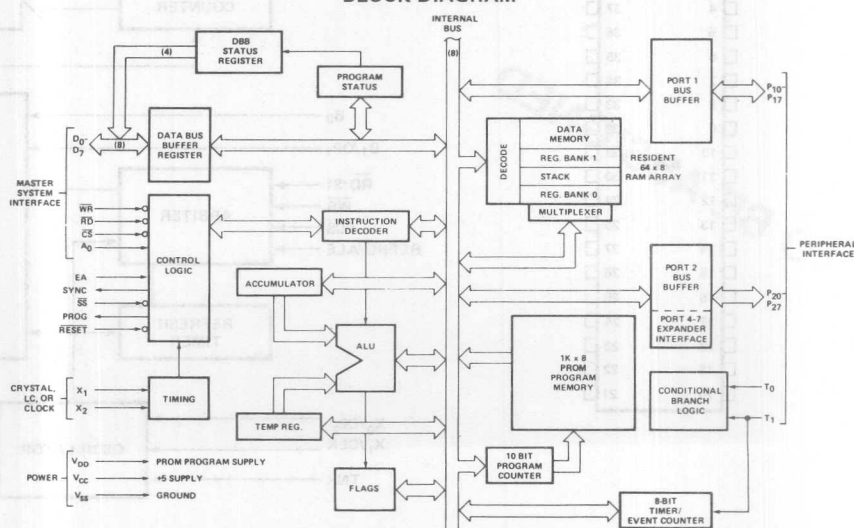 BLOCK DIAGRAM
INTERNAL
BUS
(8)
DBB
STATUS
REGISTER
(4)
PROGRAM
STATUS
D0-
D7
(8)
DATA BUS
BUFFER
REGISTER
MASTER
SYSTEM
INTERFACE
WR
RD
CS
A0
CONTROL
LOGIC
INSTRUCTION
DECODER
EA
SYNC
SS
PROG
RESET
ACCUMULATOR
ALU
CRYSTAL,
LC, OR
CLOCK
X1
X2
TIMING
TEMP REG.
POWER
VDD
PROM PROGRAM SUPPLY
VCC
+5 SUPPLY
VSS
GROUND
FLAGS
PORT 1
BUS
BUFFER
P10-
P17
DECODE
DATA
MEMORY
REG. BANK 1
STACK
REG. BANK 0
MULTIPLEXER
RESIDENT
64 x 8
RAM ARRAY
PERIPHERAL
INTERFACE
PORT 2
BUS
BUFFER
PORT 4-7
EXPANDER
INTERFACE
P20-
P27
1K x 8
PROM
PROGRAM
MEMORY
CONDITIONAL
BRANCH
LOGIC
T0
T1
10 BIT
PROGRAM
COUNTER
8-BIT
TIMER/
EVENT COUNTER